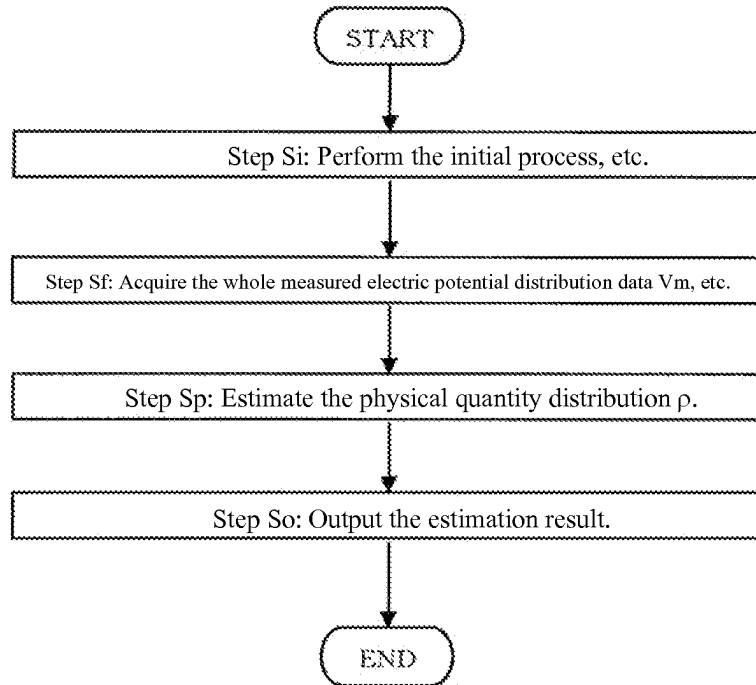 START
Step Si: Perform the initial process, etc.
Step Sf: Acquire the whole measured electric potential distribution data Vm, etc.
Step Sp: Estimate the physical quantity distribution ρ.
Step So: Output the estimation result.
END